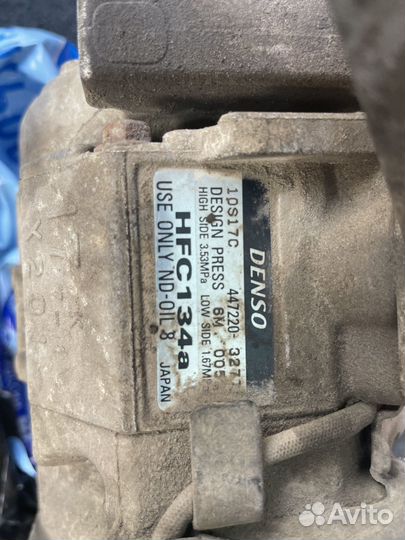 DENSO
10S17C 447220-327
DESIGN PRESS 6M 005
HIGH SIDE 3.53MPa LOW SIDE 1.67M
HFC134a
USE ONLY ND-OIL 8 JAPAN
Avito